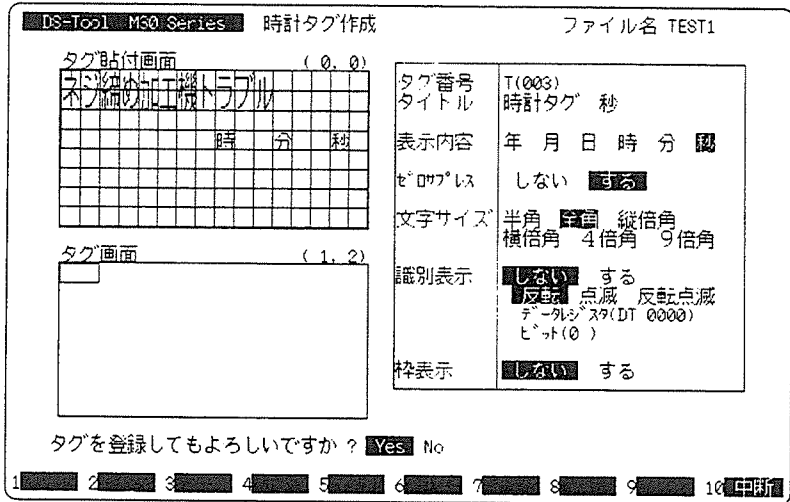 DS-Tool M30 Series 時計タグ作成 ファイル名 TEST1
タグ貼付画面 ( 0, 0)
ネジ締め加工機トラブル
時 分 秒
タグ画面 ( 1, 2)
タグ番号 T(003)
タイトル 時計タグ 秒
表示内容 年 月 日 時 分 秒
ゼロサプレス しない する
文字サイズ 半角 全角 縦倍角
横倍角 4倍角 9倍角
識別表示 しない する
反転 点滅 反転点滅
データレジスタ(DT 0000)
ビット(0 )
枠表示 しない する
タグを登録してもよろしいですか ? Yes No
1 2 3 4 5 6 7 8 9 10 中断